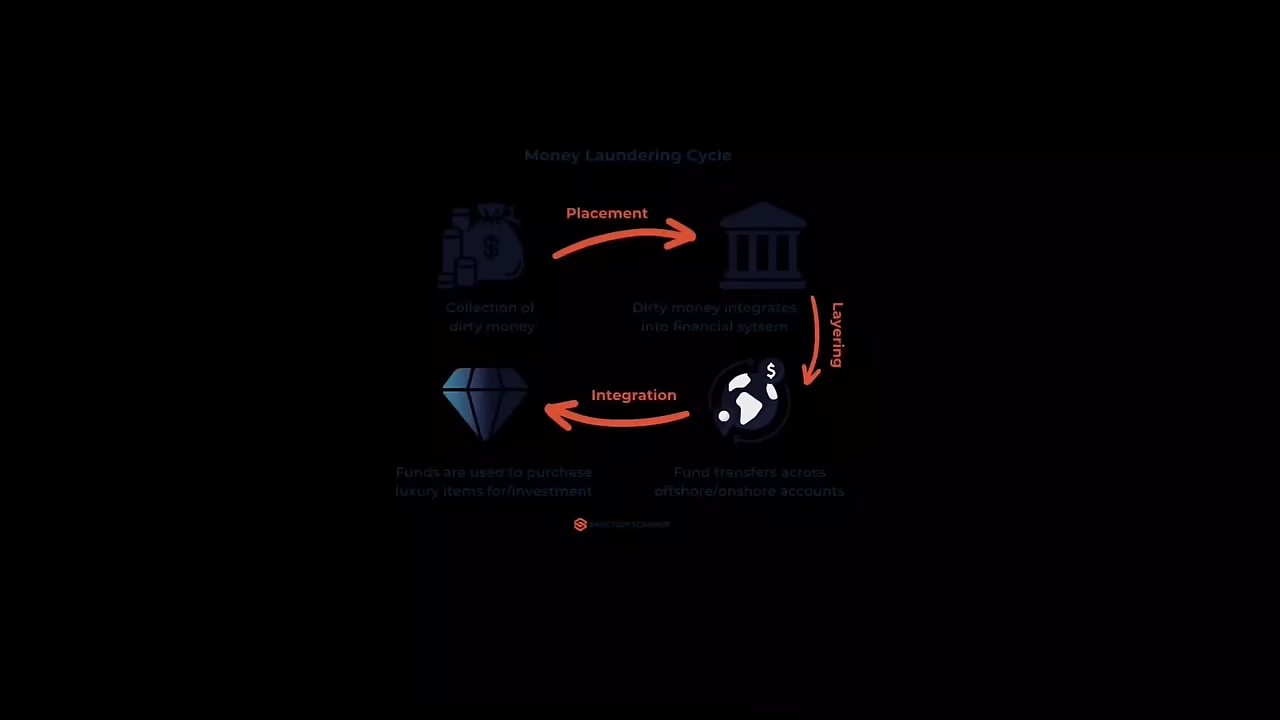 Money Laundering Cycle
Placement
$
Collection of
dirty money
Dirty money integrates
into financial sytsem
Layering
$
Integration
Funds are used to purchase
luxury items for/investment
Fund transfers across
offshore/onshore accounts